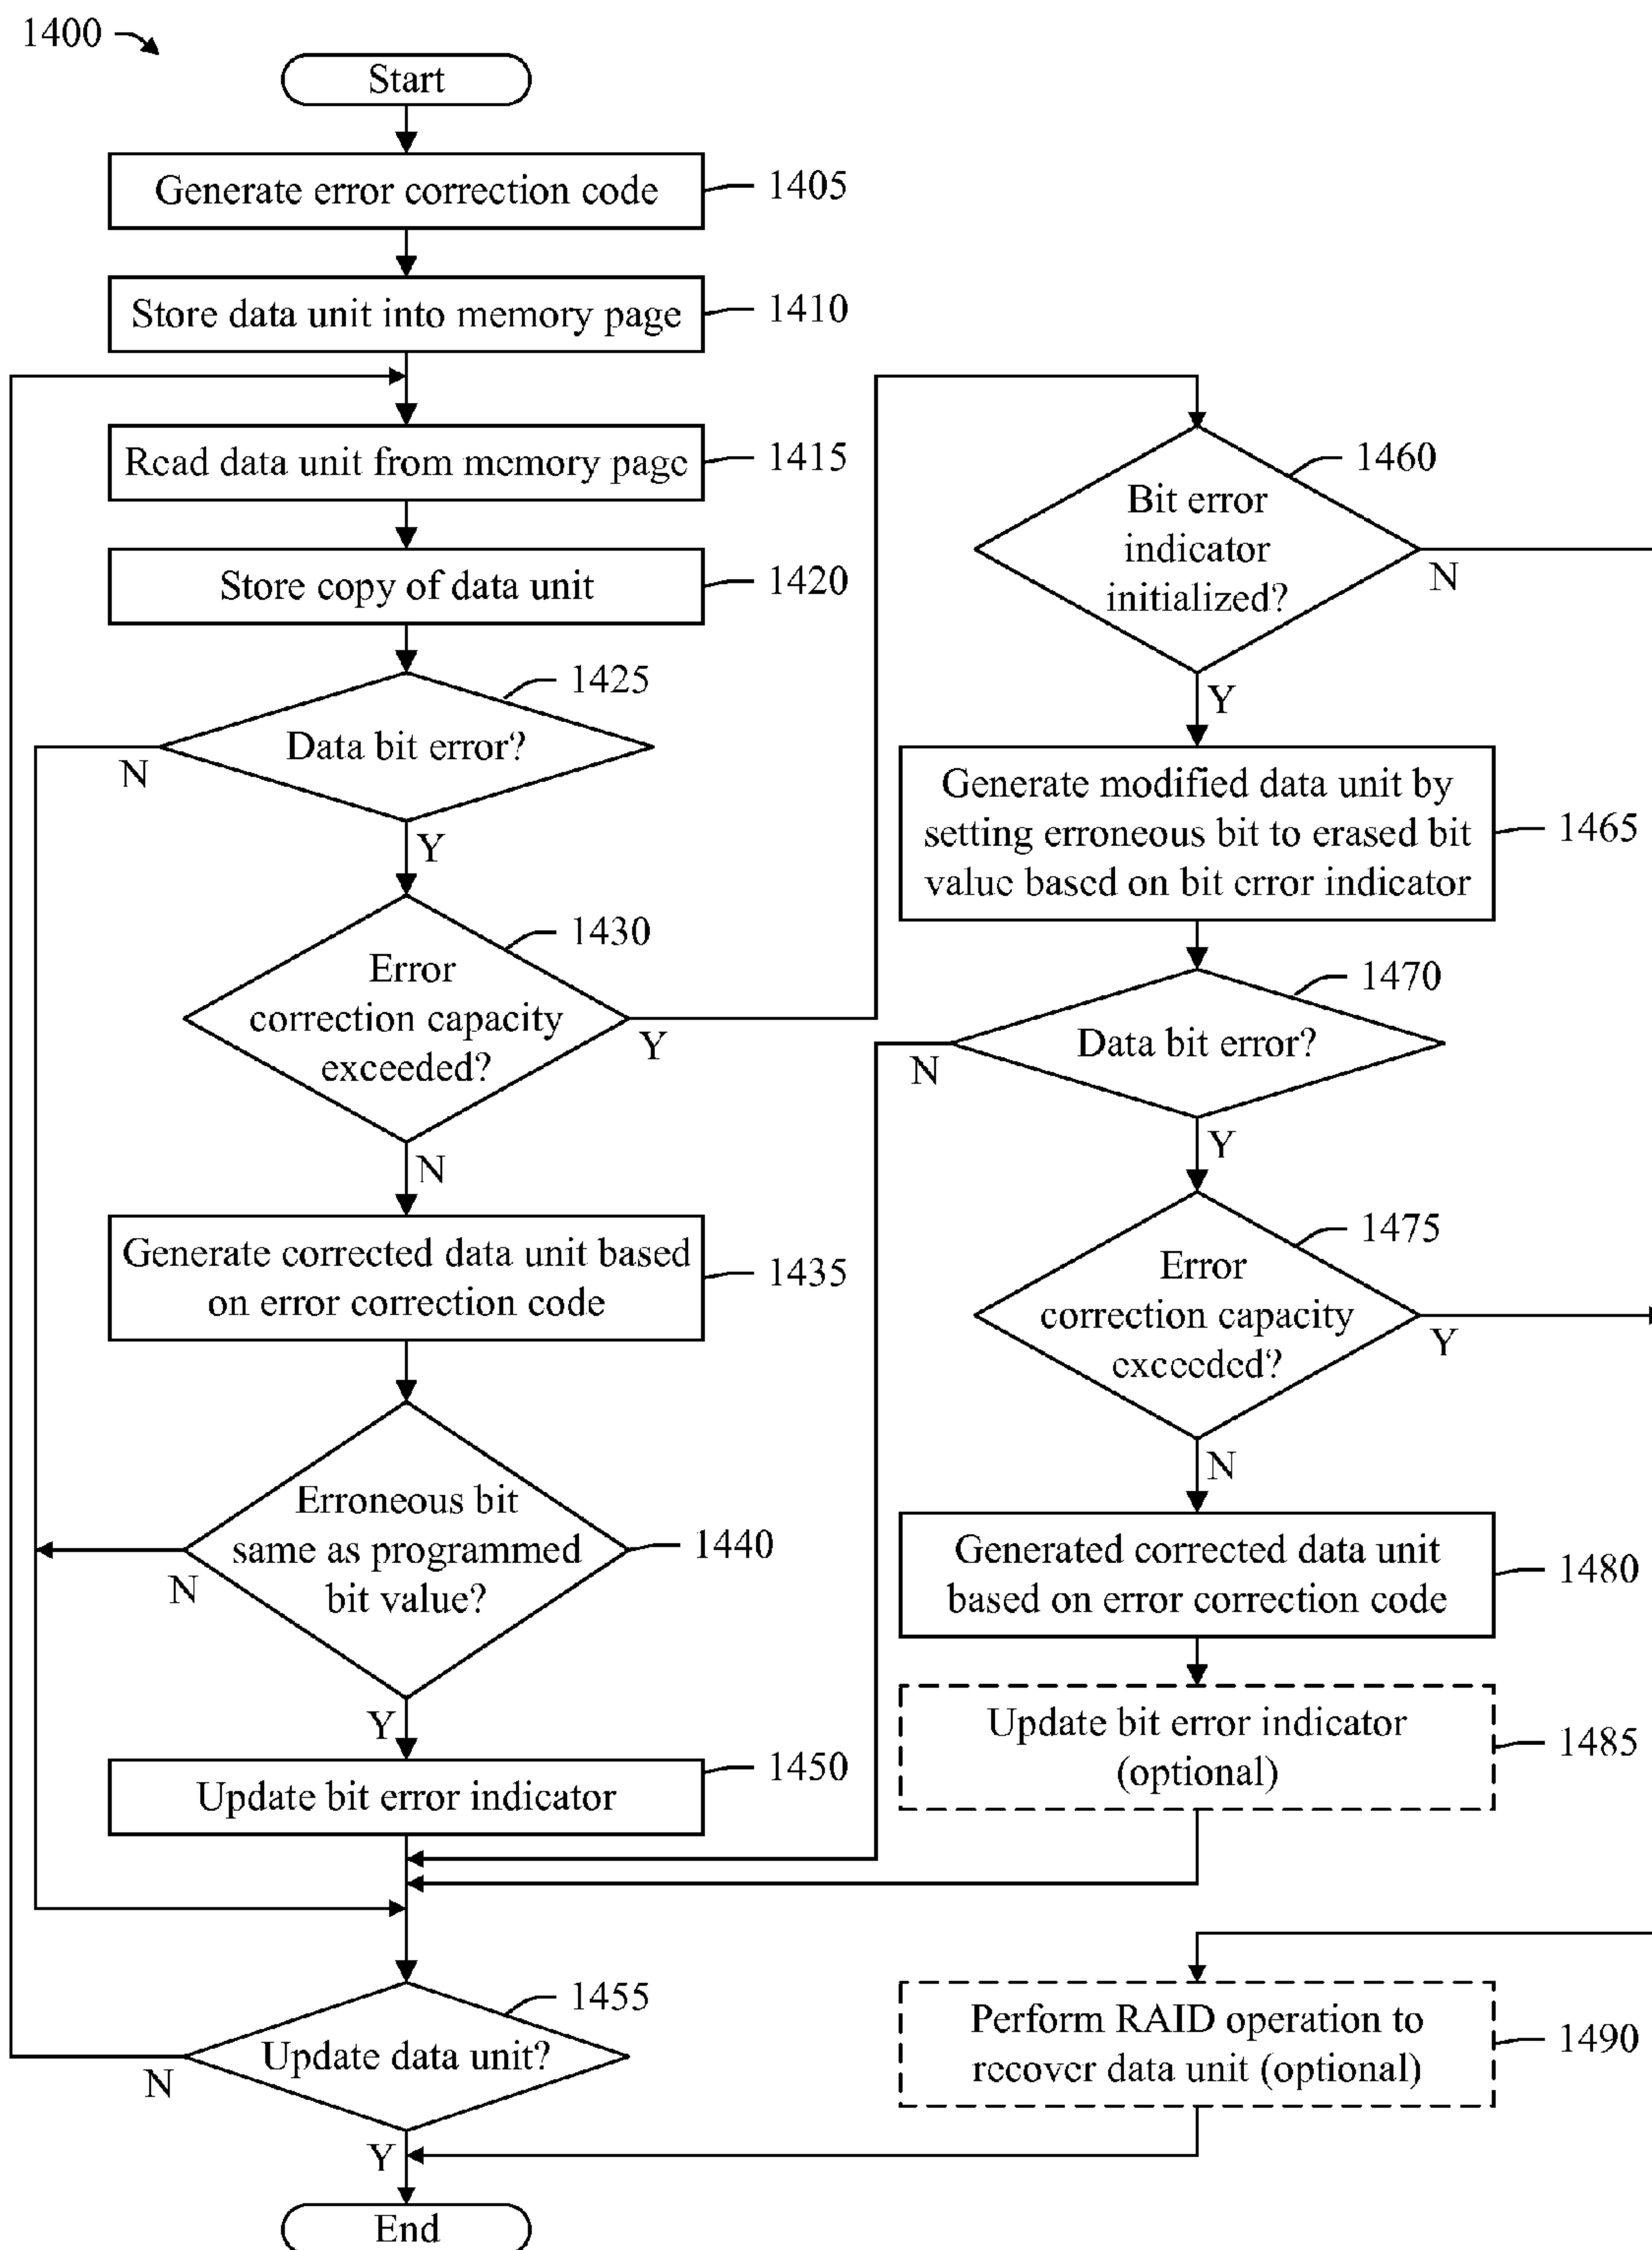 1400
Start
Generate error correction code
1405
Store data unit into memory page
1410
Read data unit from memory page
1415
Store copy of data unit
1420
Data bit error?
1425
N
Y
Error
correction capacity
exceeded?
1430
Y
N
Generate corrected data unit based
on error correction code
1435
Erroneous bit
same as programmed
bit value?
1440
N
Y
Update bit error indicator
1450
Update data unit?
1455
N
Y
End
Bit error
indicator
initialized?
1460
N
Y
Generate modified data unit by
setting erroneous bit to erased bit
value based on bit error indicator
1465
Data bit error?
1470
N
Y
Error
correction capacity
exceeded?
1475
Y
N
Generated corrected data unit
based on error correction code
1480
Update bit error indicator
(optional)
1485
Perform RAID operation to
recover data unit (optional)
1490